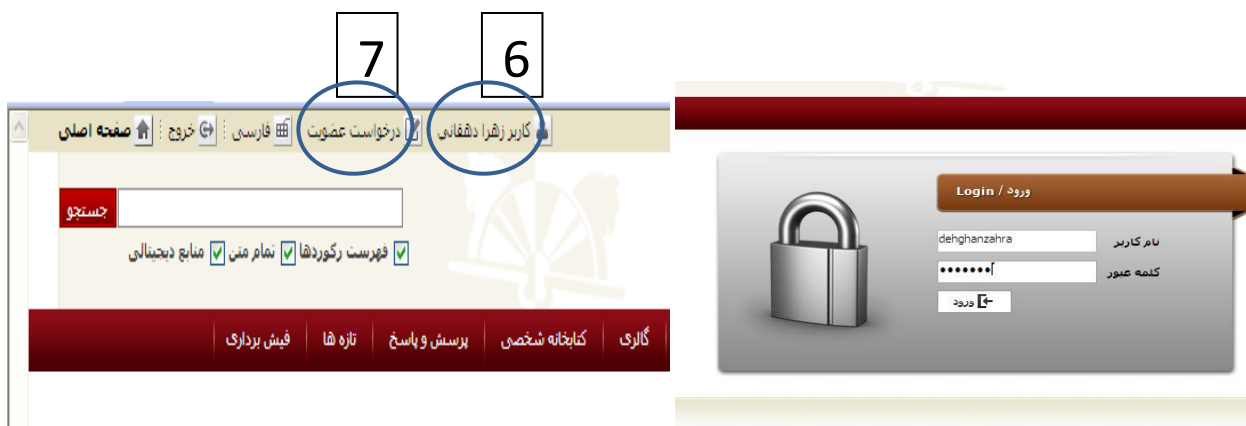 7
6
کاربر زهرا دهقانی درخواست عضویت فارسی خروج صفحه اصلی
جستجو
فهرست رکوردها تمام متن منابع دیجیتالی
گالری کتابخانه شخصی پرسش و پاسخ تازه ها فیش برداری
ورود / Login
نام کاربر dehghanzahra
کلمه عبور
ورود